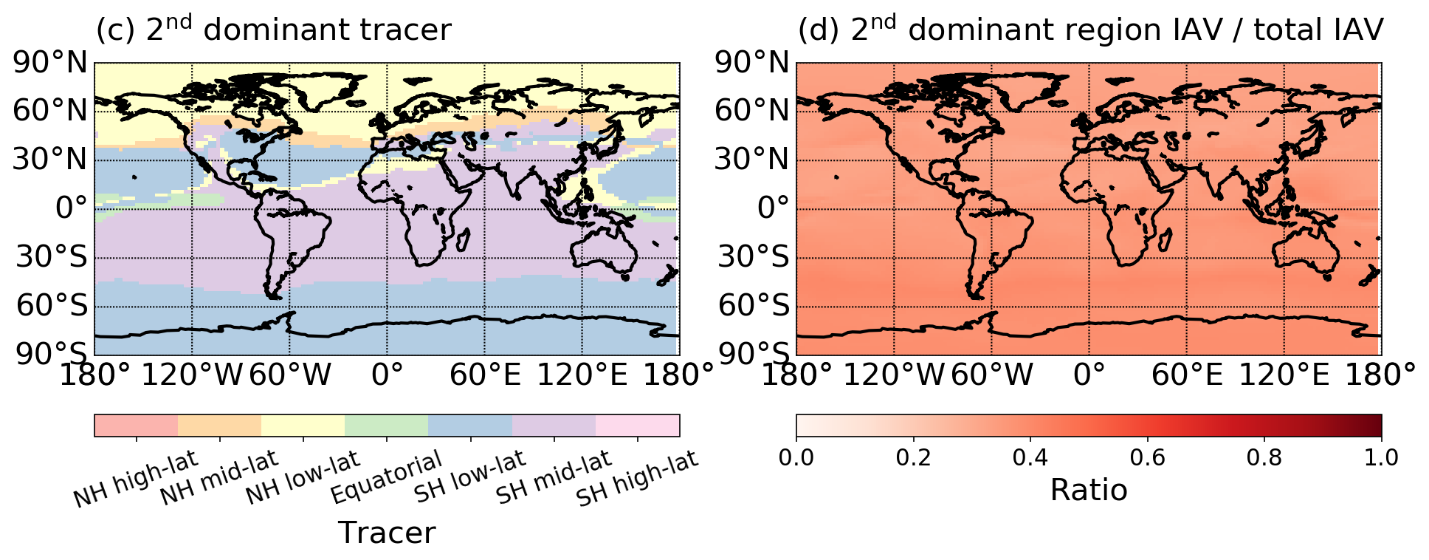 (c) 2nd dominant tracer
90°N
60°N
30°N
0°
30°S
60°S
90°S
180° 120°W 60°W 0° 60°E 120°E 180°
NH high-lat
NH mid-lat
NH low-lat
Equatorial
SH low-lat
SH mid-lat
SH high-lat
Tracer
(d) 2nd dominant region IAV / total IAV
90°N
60°N
30°N
0°
30°S
60°S
90°S
180° 120°W 60°W 0° 60°E 120°E 180°
0.0 0.2 0.4 0.6 0.8 1.0
Ratio